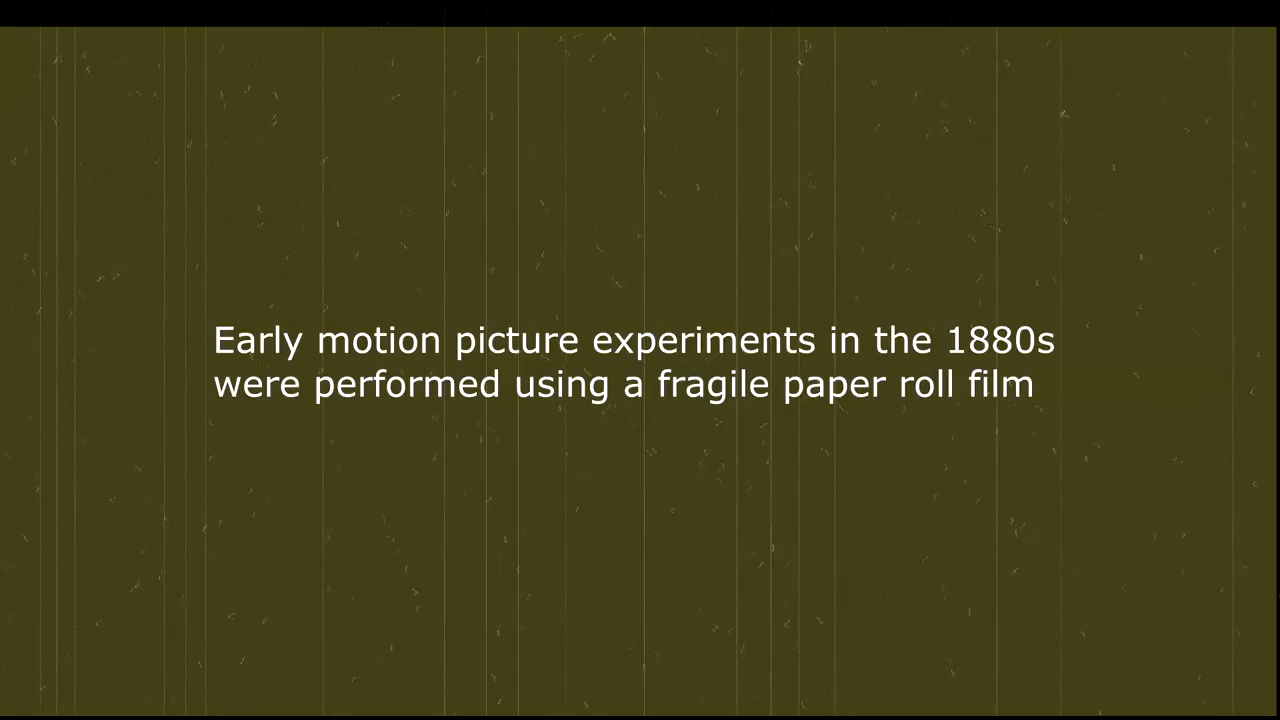 Early motion picture experiments in the 1880s
were performed using a fragile paper roll film